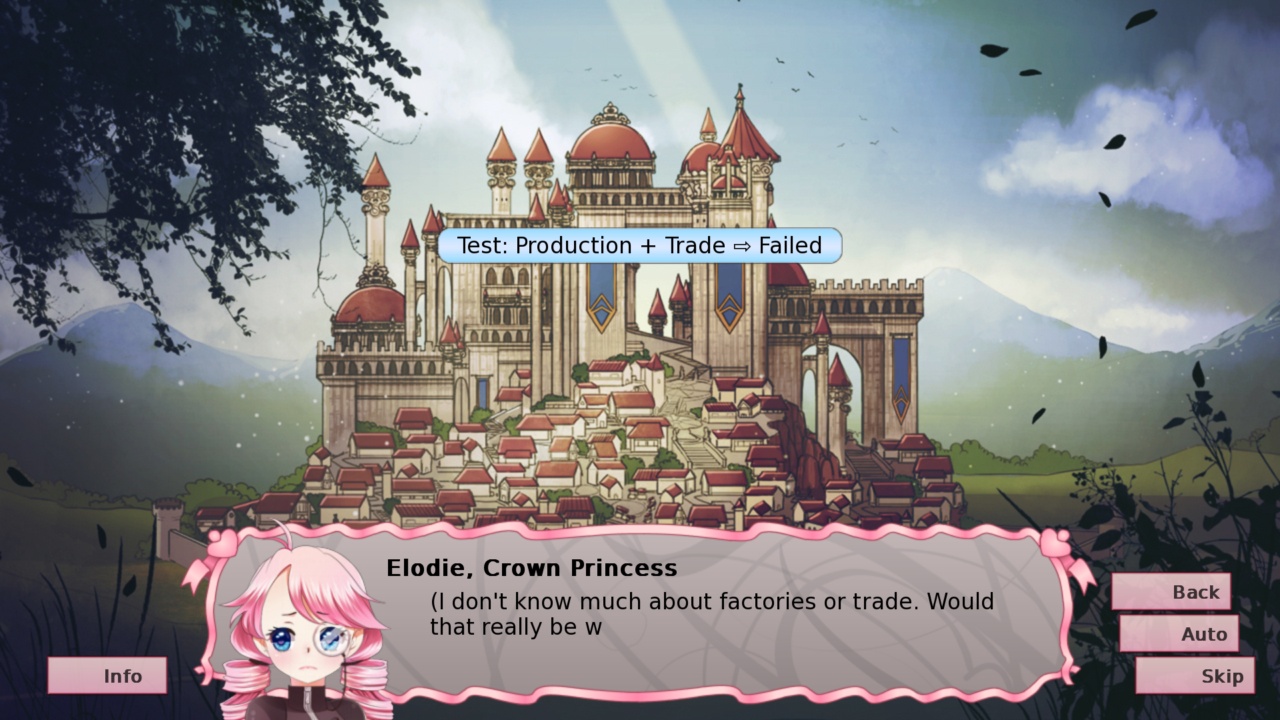 Test: Production + Trade ⇨ Failed
Elodie, Crown Princess
(I don't know much about factories or trade. Would
that really be w
Back
Auto
Info
Skip